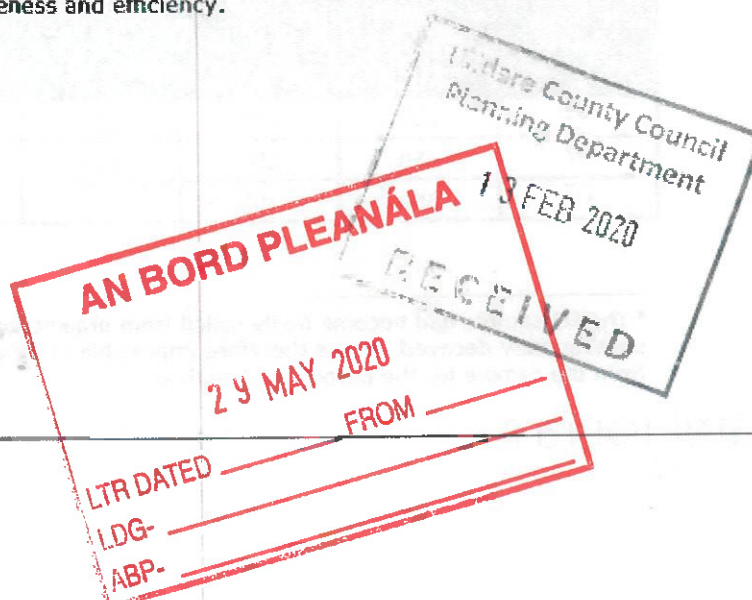 and efficiency.
Kildare County Council
Planning Department
13 FEB 2020
RECEIVED
AN BORD PLEANÁLA
29 MAY 2020
LTR DATED FROM
LDG-
ABP-